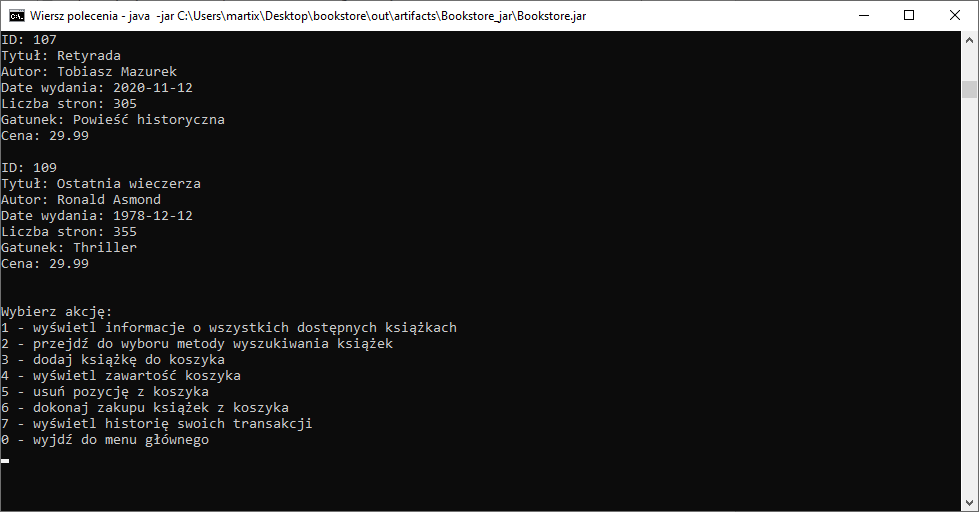 Wiersz polecenia - java -jar C:\Users\martix\Desktop\bookstore\out\artifacts\Bookstore_jar\Bookstore.jar
ID: 107
Tytuł: Retyrada
Autor: Tobiasz Mazurek
Date wydania: 2020-11-12
Liczba stron: 305
Gatunek: Powieść historyczna
Cena: 29.99
ID: 109
Tytuł: Ostatnia wieczerza
Autor: Ronald Asmond
Date wydania: 1978-12-12
Liczba stron: 355
Gatunek: Thriller
Cena: 29.99
Wybierz akcję:
1 - wyświetl informacje o wszystkich dostępnych książkach
2 - przejdź do wyboru metody wyszukiwania książek
3 - dodaj książkę do koszyka
4 - wyświetl zawartość koszyka
5 - usuń pozycję z koszyka
6 - dokonaj zakupu książek z koszyka
7 - wyświetl historię swoich transakcji
0 - wyjdź do menu głównego